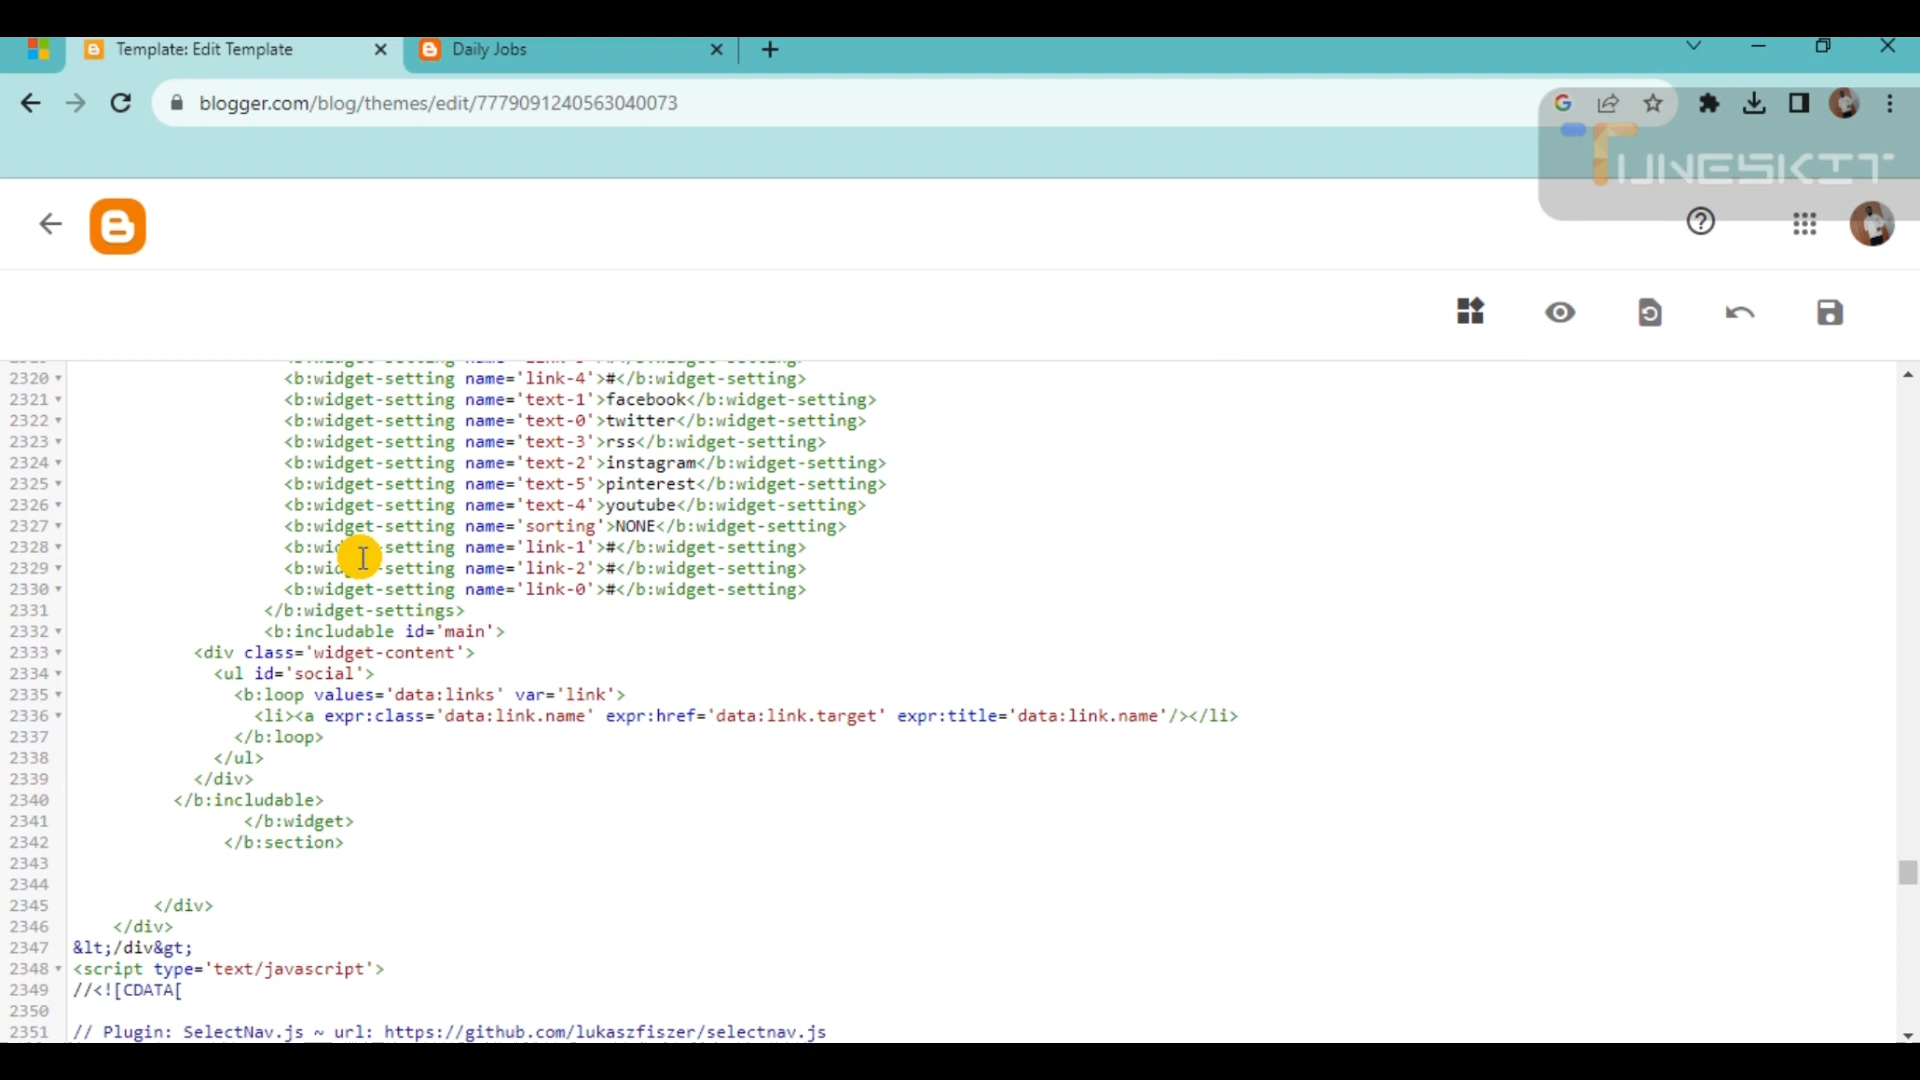 Template: Edit Template
Daily Jobs
blogger.com/blog/themes/edit/7779091240563040073
TUNESKIT
2320 <b:widget-setting name='link-4'>#</b:widget-setting>
2321 <b:widget-setting name='text-1'>facebook</b:widget-setting>
2322 <b:widget-setting name='text-0'>twitter</b:widget-setting>
2323 <b:widget-setting name='text-3'>rss</b:widget-setting>
2324 <b:widget-setting name='text-2'>instagram</b:widget-setting>
2325 <b:widget-setting name='text-5'>pinterest</b:widget-setting>
2326 <b:widget-setting name='text-4'>youtube</b:widget-setting>
2327 <b:widget-setting name='sorting'>NONE</b:widget-setting>
2328 <b:widget-setting name='link-1'>#</b:widget-setting>
2329 <b:widget-setting name='link-2'>#</b:widget-setting>
2330 <b:widget-setting name='link-0'>#</b:widget-setting>
2331 </b:widget-settings>
2332 <b:includable id='main'>
2333 <div class='widget-content'>
2334 <ul id='social'>
2335 <b:loop values='data:links' var='link'>
2336 <li><a expr:class='data:link.name' expr:href='data:link.target' expr:title='data:link.name'/></li>
2337 </b:loop>
2338 </ul>
2339 </div>
2340 </b:includable>
2341 </b:widget>
2342 </b:section>
2343
2344
2345 </div>
2346 </div>
2347 &lt;/div&gt;
2348 <script type='text/javascript'>
2349 //<![CDATA[
2350
2351 // Plugin: SelectNav.js ~ url: https://github.com/lukaszfiszer/selectnav.js